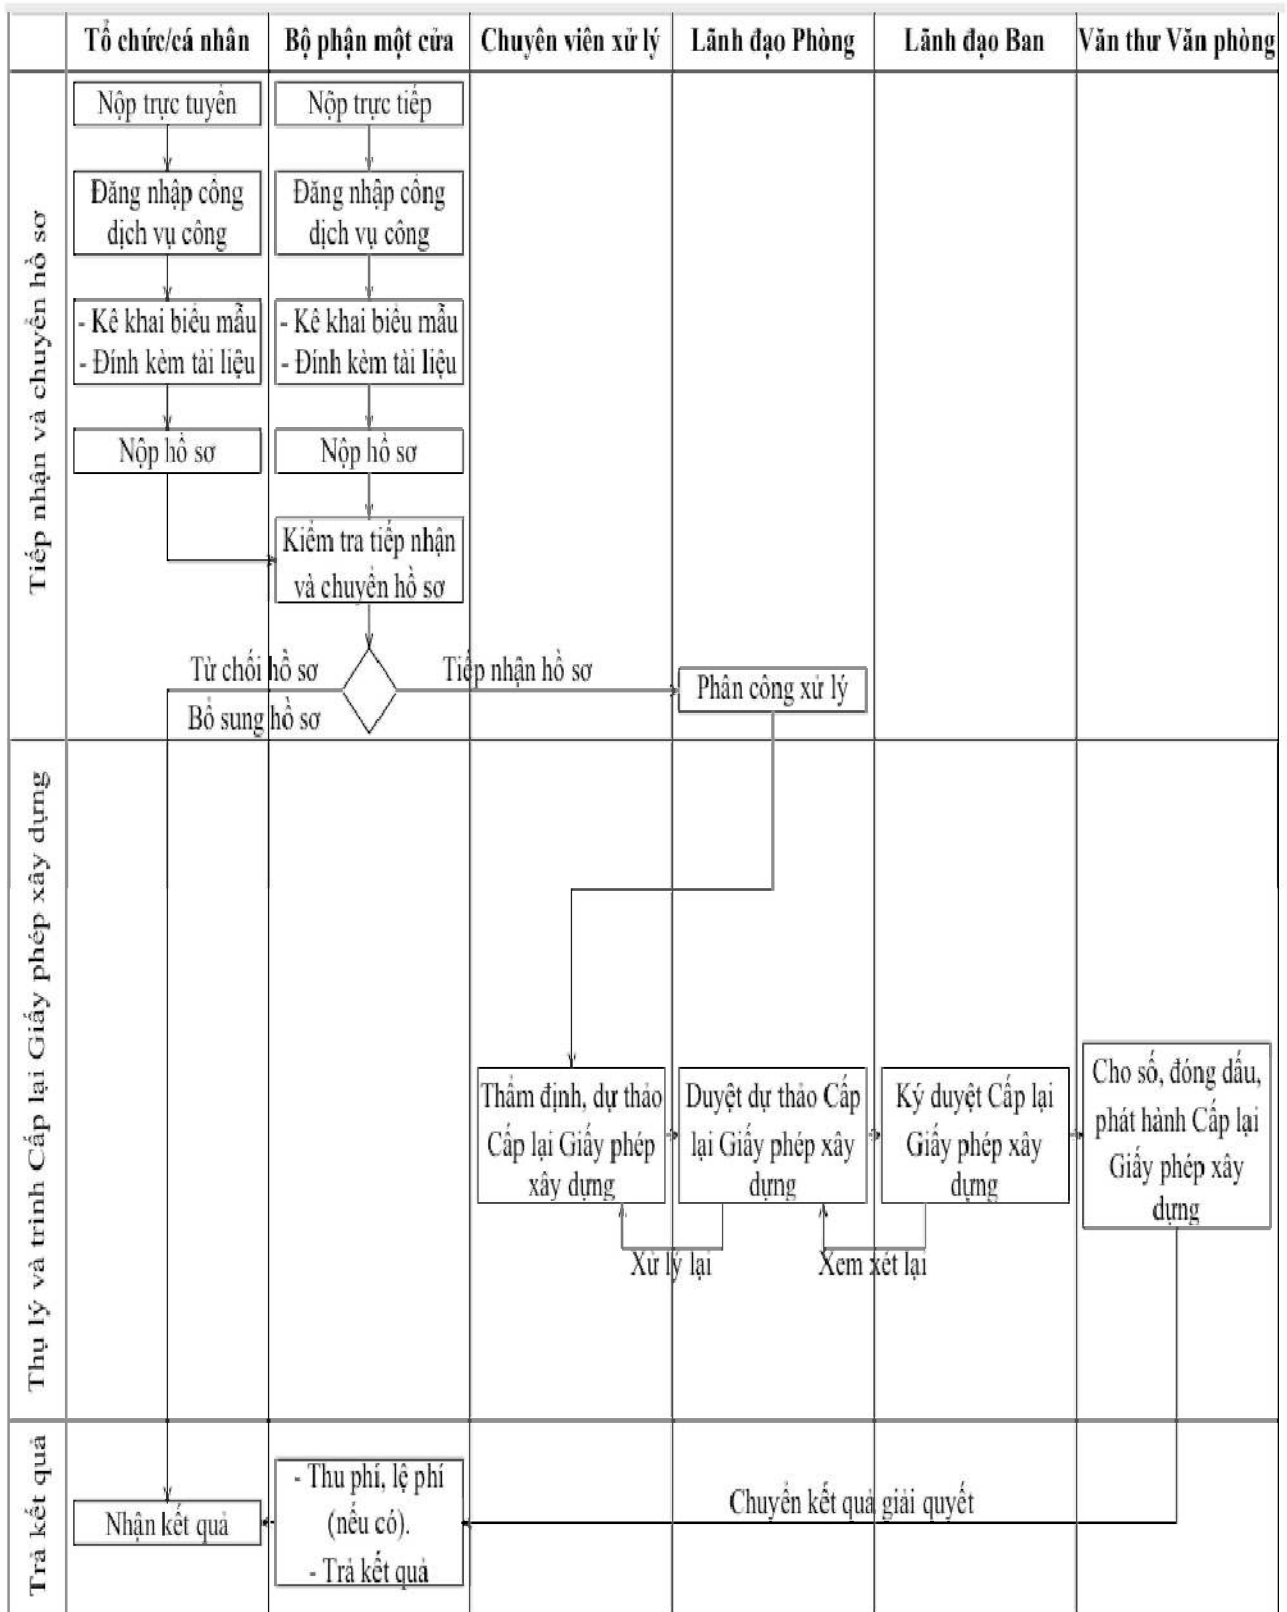 Tổ chức/cá nhân
Bộ phận một cửa
Chuyên viên xử lý
Lãnh đạo Phòng
Lãnh đạo Ban
Văn thư Văn phòng
Tiếp nhận và chuyển hồ sơ
Nộp trực tuyến
Nộp trực tiếp
Đăng nhập cổng
dịch vụ công
Đăng nhập cổng
dịch vụ công
- Kê khai biểu mẫu
- Đính kèm tài liệu
- Kê khai biểu mẫu
- Đính kèm tài liệu
Nộp hồ sơ
Nộp hồ sơ
Kiểm tra tiếp nhận
và chuyển hồ sơ
Từ chối hồ sơ
Bổ sung hồ sơ
Tiếp nhận hồ sơ
Phân công xử lý
Thụ lý và trình Cấp lại Giấy phép xây dựng
Thẩm định, dự thảo
Cấp lại Giấy phép
xây dựng
Duyệt dự thảo Cấp
lại Giấy phép xây
dựng
Ký duyệt Cấp lại
Giấy phép xây
dựng
Cho số, đóng dấu,
phát hành Cấp lại
Giấy phép xây
dựng
Xử lý lại
Xem xét lại
Trả kết quả
Nhận kết quả
- Thu phí, lệ phí
(nếu có).
- Trả kết quả
Chuyển kết quả giải quyết